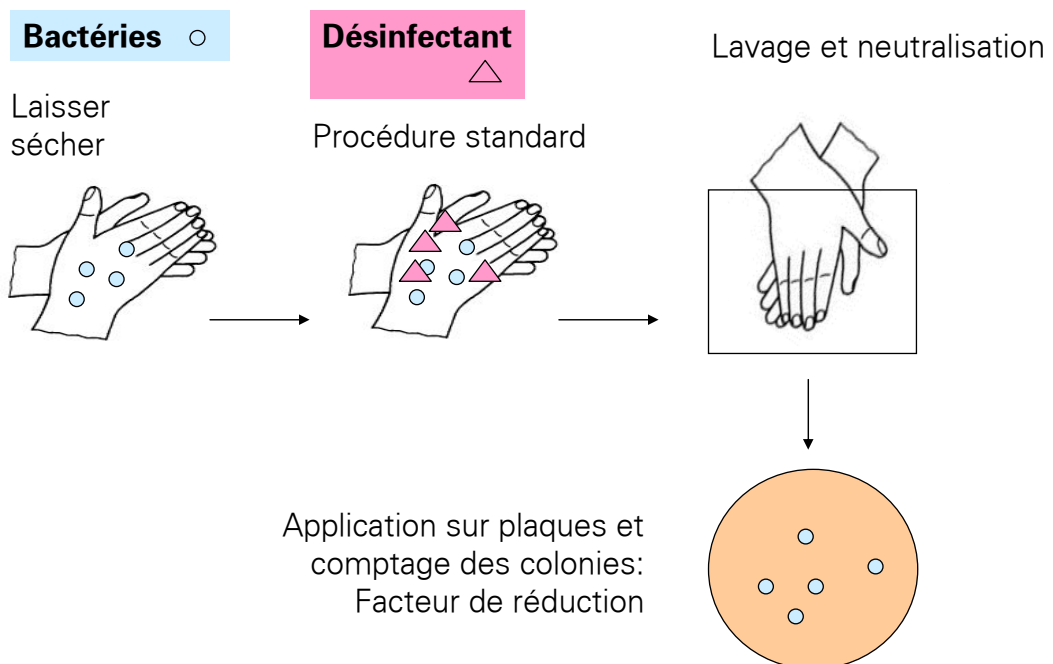 Bactéries
Laisser
sécher
Désinfectant
Procédure standard
Lavage et neutralisation
Application sur plaques et
comptage des colonies:
Facteur de réduction